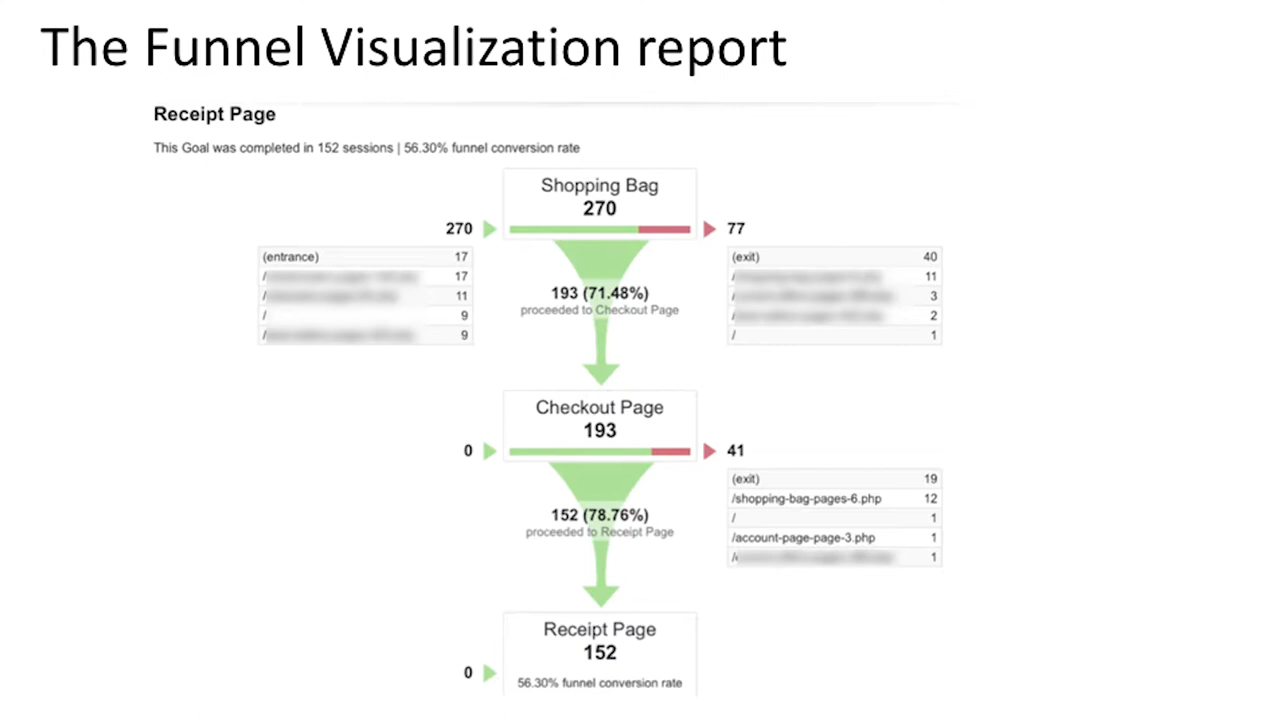 The Funnel Visualization report
Receipt Page
This Goal was completed in 152 sessions | 56.30% funnel conversion rate
Shopping Bag
270
270
77
(entrance) 17
/ 17
/ 11
/ 9
/ 9
(exit) 40
/ 11
/ 3
/ 2
/ 1
193 (71.48%)
proceeded to Checkout Page
Checkout Page
193
0
41
(exit) 19
/shopping-bag-pages-6.php 12
/ 1
/account-page-page-3.php 1
/ 1
152 (78.76%)
proceeded to Receipt Page
Receipt Page
152
0
56.30% funnel conversion rate